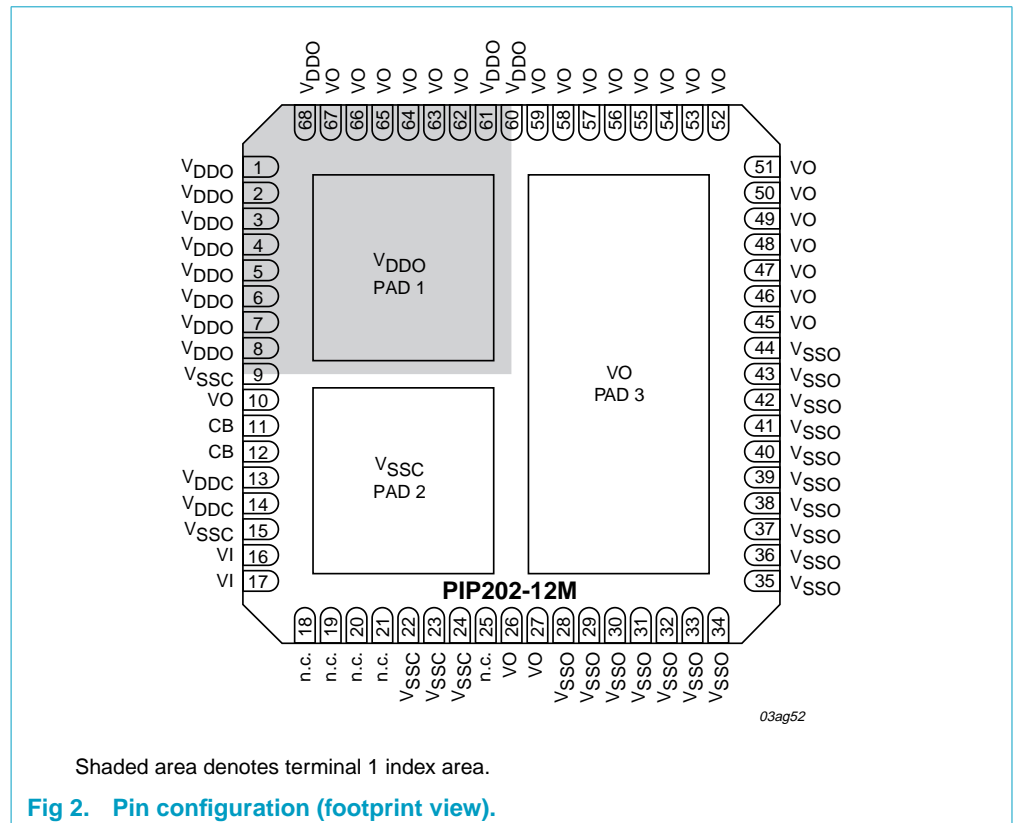 VDDO VO VO VO VO VO VO VDDO VDDO VO VO VO VO VO VO VO VO
68 67 66 65 64 63 62 61 60 59 58 57 56 55 54 53 52
VDDO 1
VDDO 2
VDDO 3
VDDO 4
VDDO 5
VDDO 6
VDDO 7
VDDO 8
VSSC 9
VO 10
CB 11
CB 12
VDDC 13
VDDC 14
VSSC 15
VI 16
VI 17
VDDO
PAD 1
VSSC
PAD 2
VO
PAD 3
51 VO
50 VO
49 VO
48 VO
47 VO
46 VO
45 VO
44 VSSO
43 VSSO
42 VSSO
41 VSSO
40 VSSO
39 VSSO
38 VSSO
37 VSSO
36 VSSO
35 VSSO
PIP202-12M
18 19 20 21 22 23 24 25 26 27 28 29 30 31 32 33 34
n.c. n.c. n.c. n.c. VSSC VSSC VSSC n.c. VO VO VSSO VSSO VSSO VSSO VSSO VSSO VSSO
03ag52
Shaded area denotes terminal 1 index area.
Fig 2. Pin configuration (footprint view).